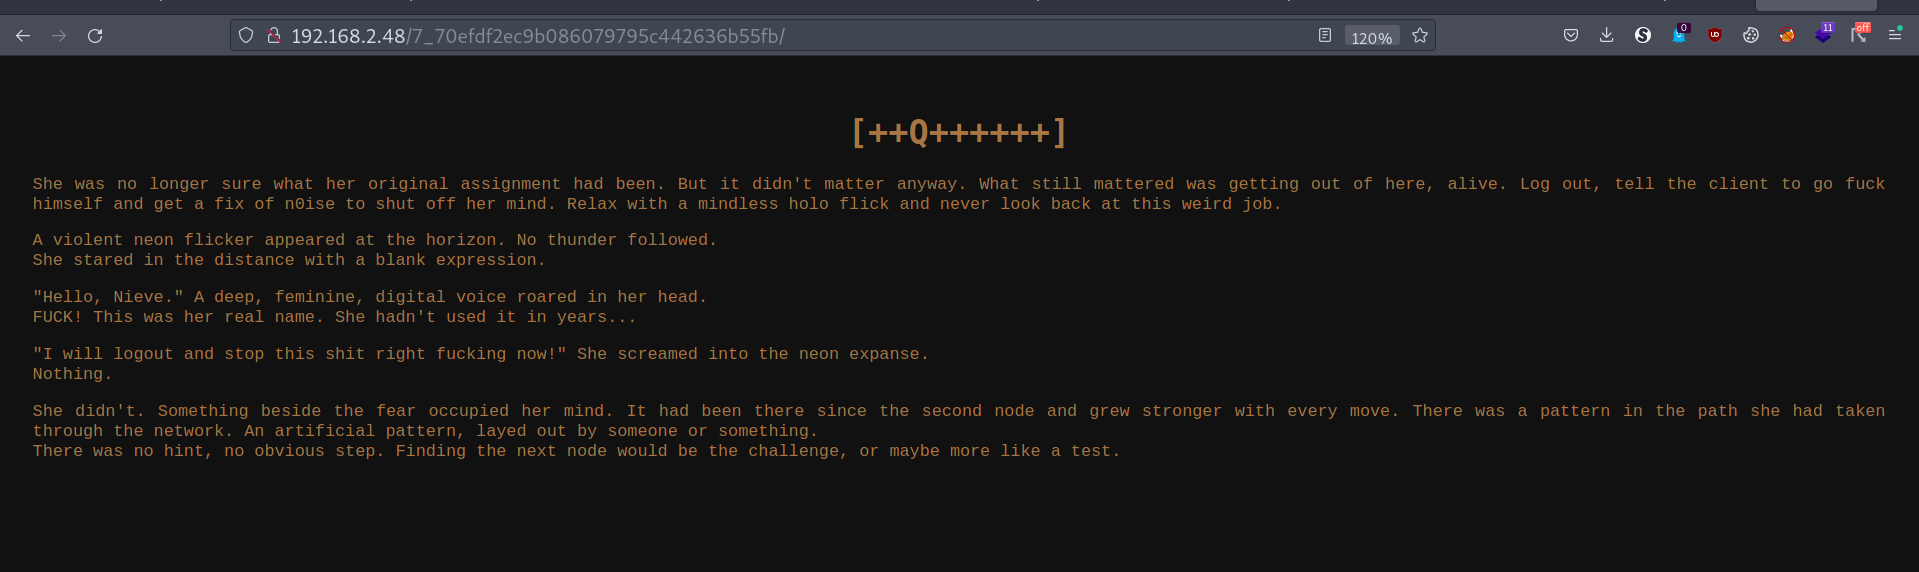 192.168.2.48/7_70efdf2ec9b086079795c442636b55fb/
120%
0
11
off
[++Q++++++]
She was no longer sure what her original assignment had been. But it didn't matter anyway. What still mattered was getting out of here, alive. Log out, tell the client to go fuck
himself and get a fix of n0ise to shut off her mind. Relax with a mindless holo flick and never look back at this weird job.
A violent neon flicker appeared at the horizon. No thunder followed.
She stared in the distance with a blank expression.
"Hello, Nieve." A deep, feminine, digital voice roared in her head.
FUCK! This was her real name. She hadn't used it in years...
"I will logout and stop this shit right fucking now!" She screamed into the neon expanse.
Nothing.
She didn't. Something beside the fear occupied her mind. It had been there since the second node and grew stronger with every move. There was a pattern in the path she had taken
through the network. An artificial pattern, layed out by someone or something.
There was no hint, no obvious step. Finding the next node would be the challenge, or maybe more like a test.